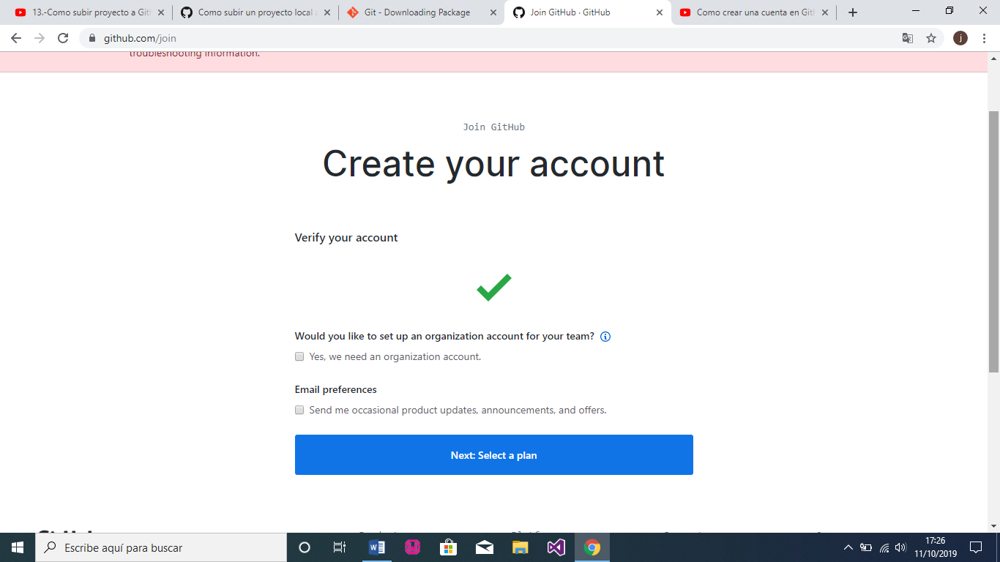 13.-Como subir proyecto a Git
Como subir un proyecto local a
Git - Downloading Package
Join GitHub · GitHub
Como crear una cuenta en Gitl
github.com/join
j
troubleshooting information.
Join GitHub
Create your account
Verify your account
Would you like to set up an organization account for your team?
Yes, we need an organization account.
Email preferences
Send me occasional product updates, announcements, and offers.
Next: Select a plan
Escribe aquí para buscar
17:26
11/10/2019